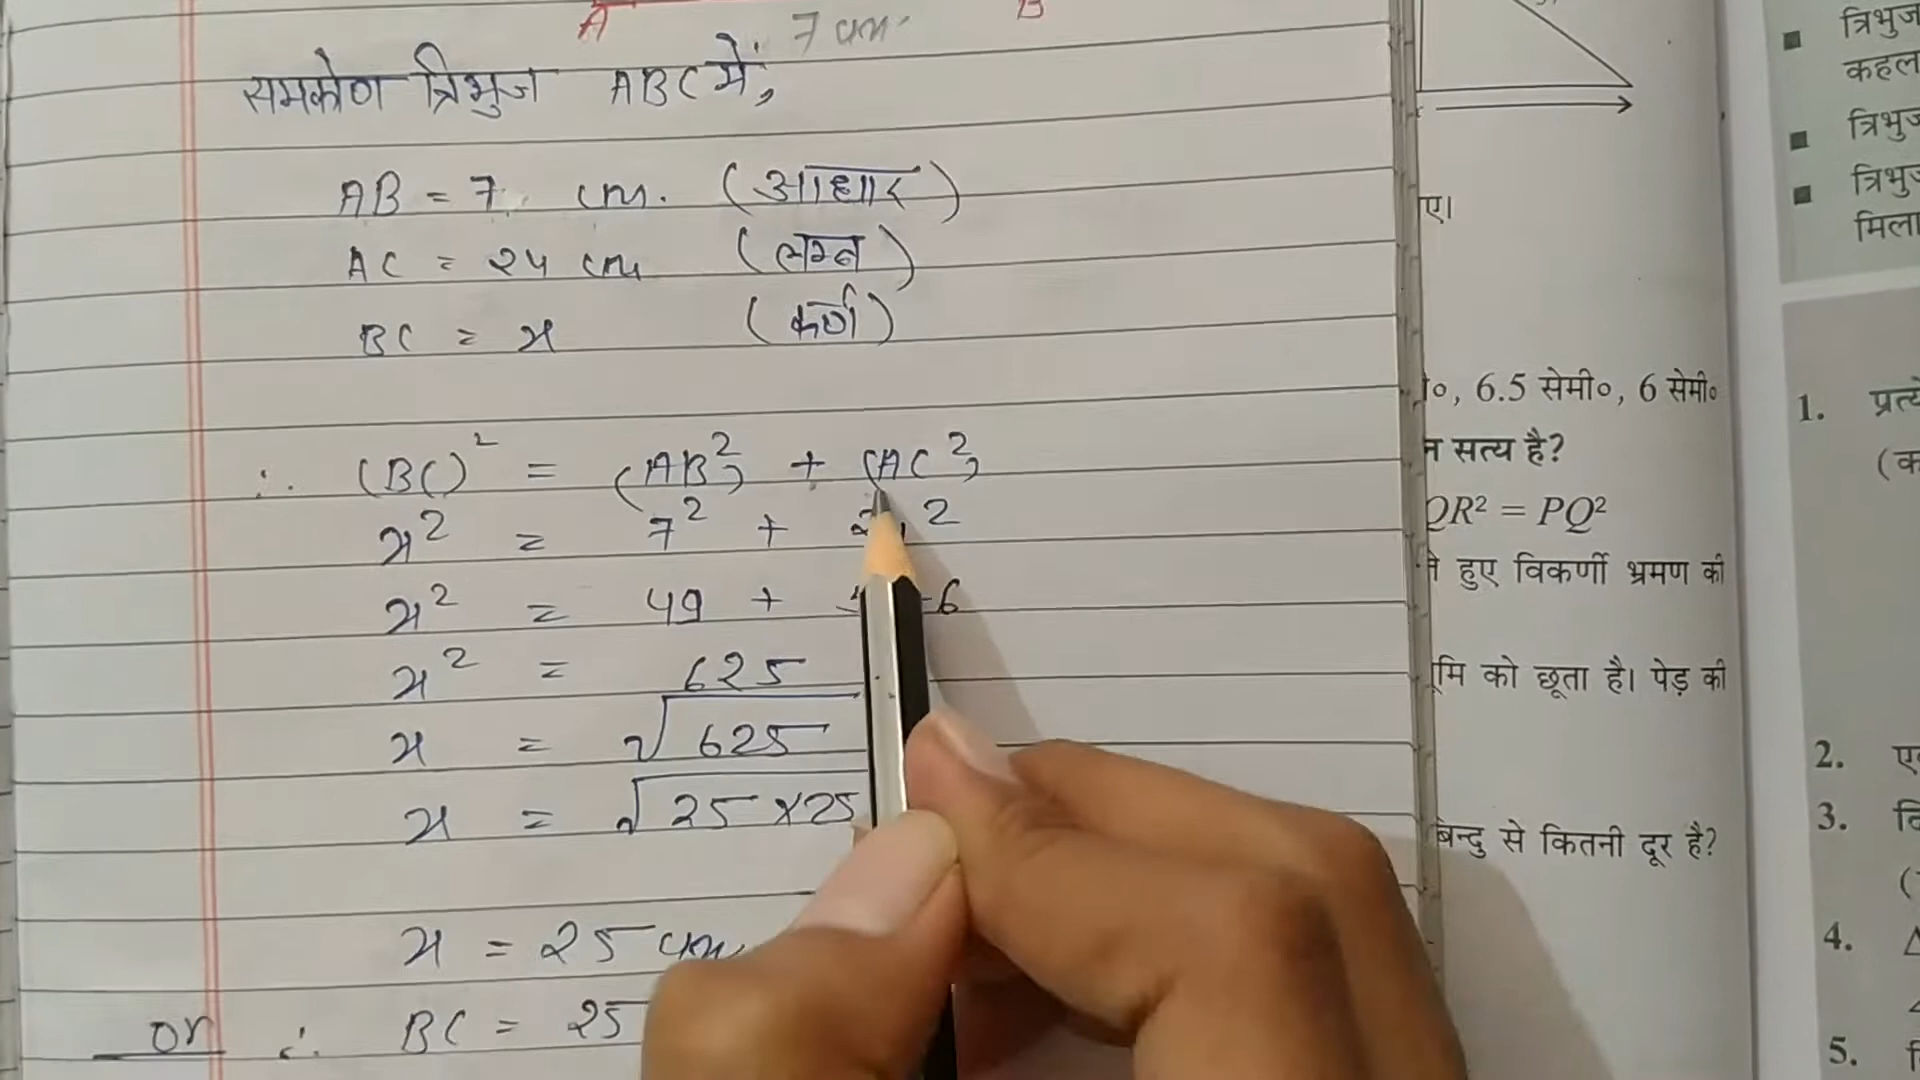 A 7 cm. B
समकोण त्रिभुज ABC में,
AB = 7 cm. (आधार)
AC = 24 cm (लम्ब)
BC = x (कर्ण)
∴ (BC)² = (AB²) + (AC²)
x² = 7² + 2
x² = 49 + 6
x² = 625
x = √625
x = √25×25
x = 25 cm
or ∴ BC = 25
ए।
6.5 सेमी०, 6 सेमी०
सत्य है?
QR² = PQ²
हुए विकर्णी भ्रमण की
को छूता है। पेड़ की
बिन्दु से कितनी दूर है?
■ त्रिभुज
■ त्रिभुज
■ त्रिभुज
1.
2.
3.
4.
5.